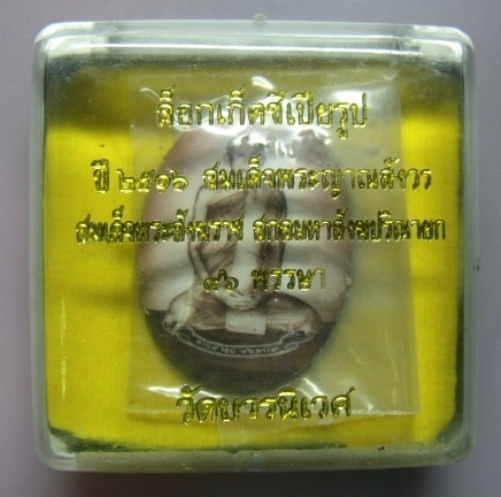 ล็อกเก็ตซีเปียรูป
ปี ๒๕๑๖ สมเด็จพระญาณสังวร
สมเด็จพระสังฆราช สกลมหาสังฆปริณายก
๙๖ พรรษา
วัดบวรนิเวศ